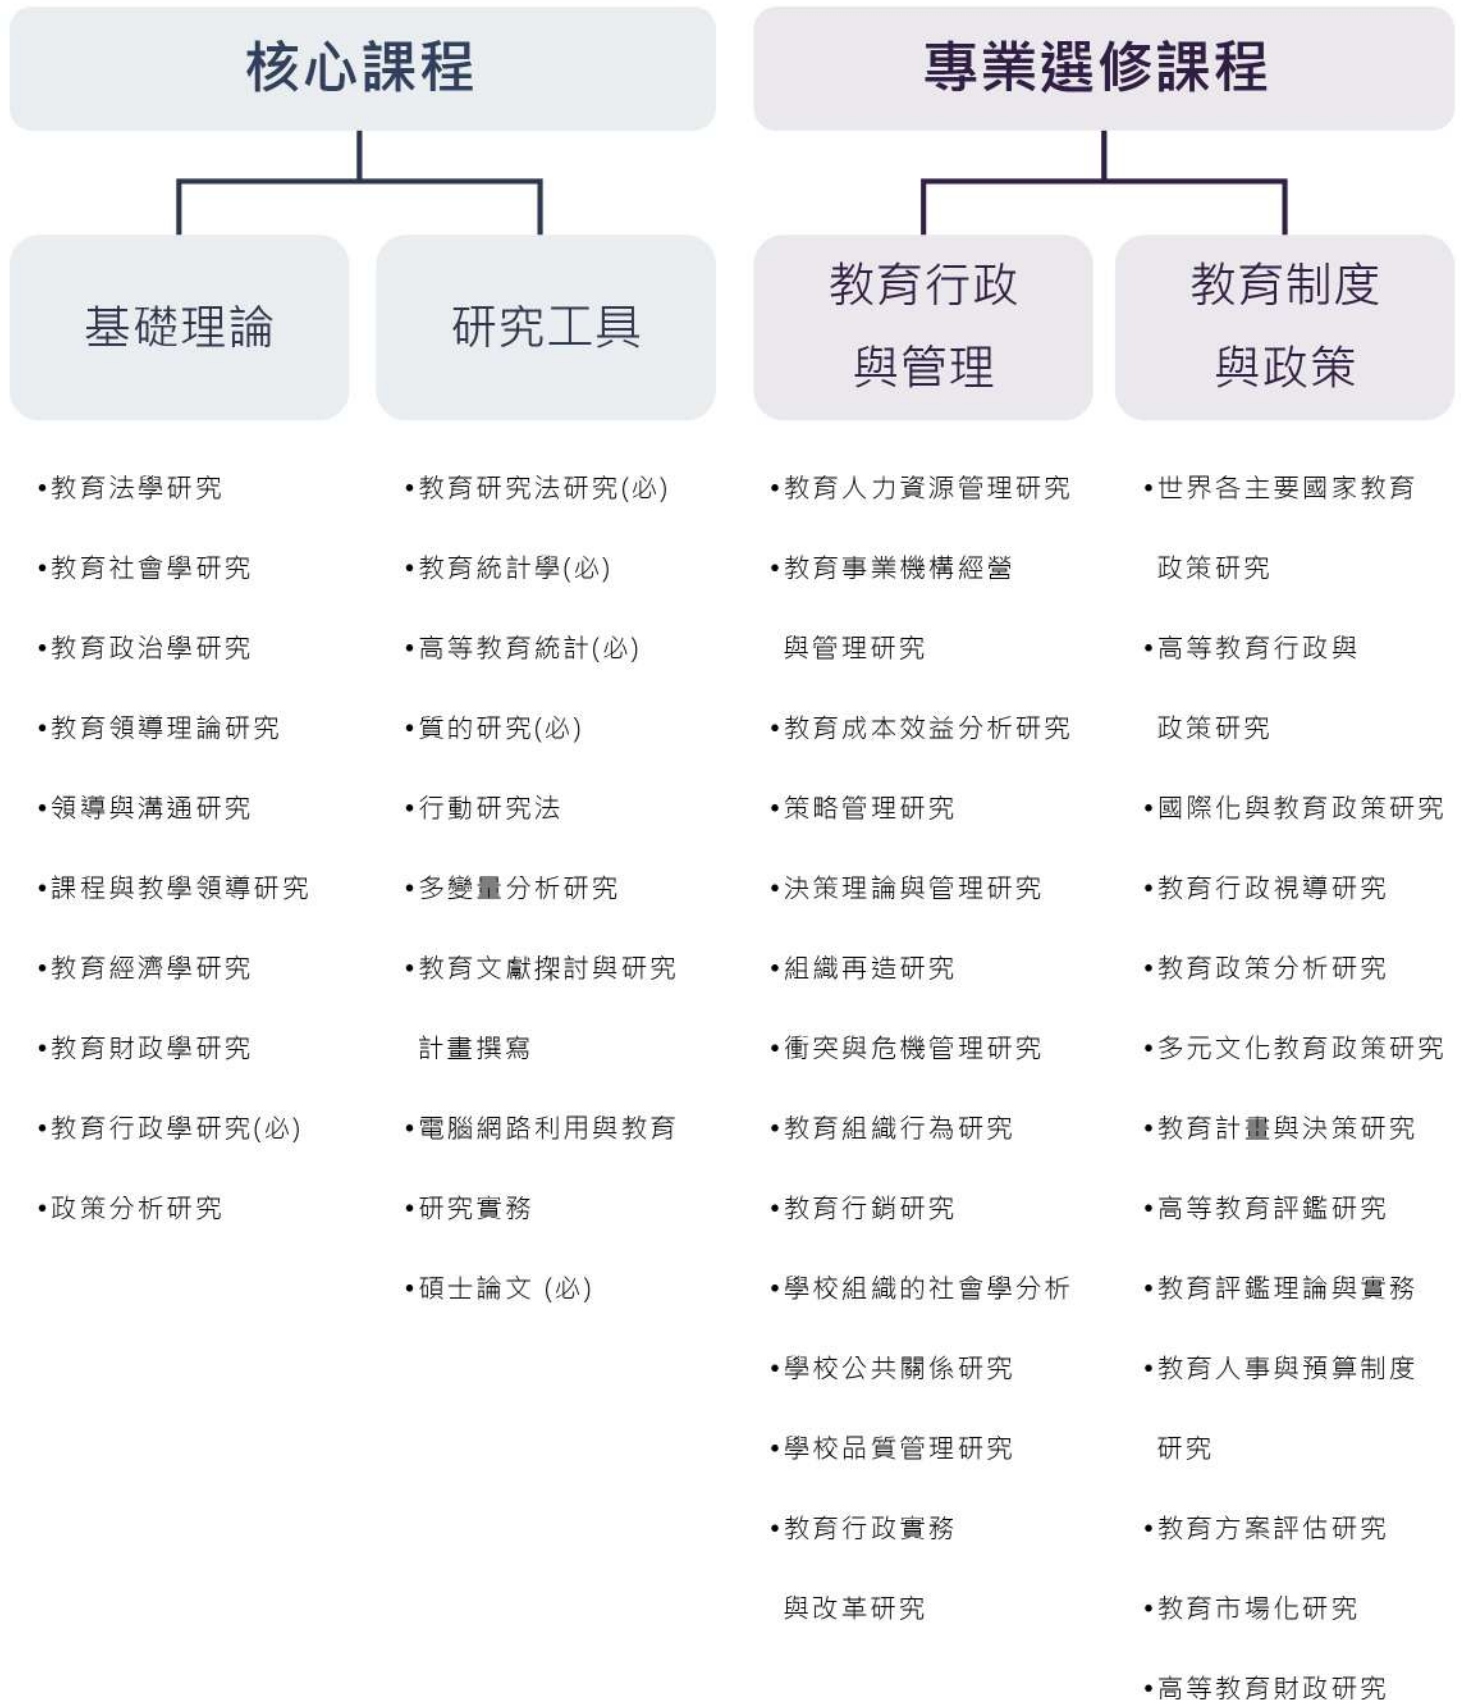 核心課程
基礎理論
•教育法學研究
•教育社會學研究
•教育政治學研究
•教育領導理論研究
•領導與溝通研究
•課程與教學領導研究
•教育經濟學研究
•教育財政學研究
•教育行政學研究(必)
•政策分析研究
研究工具
•教育研究法研究(必)
•教育統計學(必)
•高等教育統計(必)
•質的研究(必)
•行動研究法
•多變量分析研究
•教育文獻探討與研究
計畫撰寫
•電腦網路利用與教育
•研究實務
•碩士論文 (必)
專業選修課程
教育行政
與管理
•教育人力資源管理研究
•教育事業機構經營
與管理研究
•教育成本效益分析研究
•策略管理研究
•決策理論與管理研究
•組織再造研究
•衝突與危機管理研究
•教育組織行為研究
•教育行銷研究
•學校組織的社會學分析
•學校公共關係研究
•學校品質管理研究
•教育行政實務
與改革研究
教育制度
與政策
•世界各主要國家教育
政策研究
•高等教育行政與
政策研究
•國際化與教育政策研究
•教育行政視導研究
•教育政策分析研究
•多元文化教育政策研究
•教育計畫與決策研究
•高等教育評鑑研究
•教育評鑑理論與實務
•教育人事與預算制度
研究
•教育方案評估研究
•教育市場化研究
•高等教育財政研究